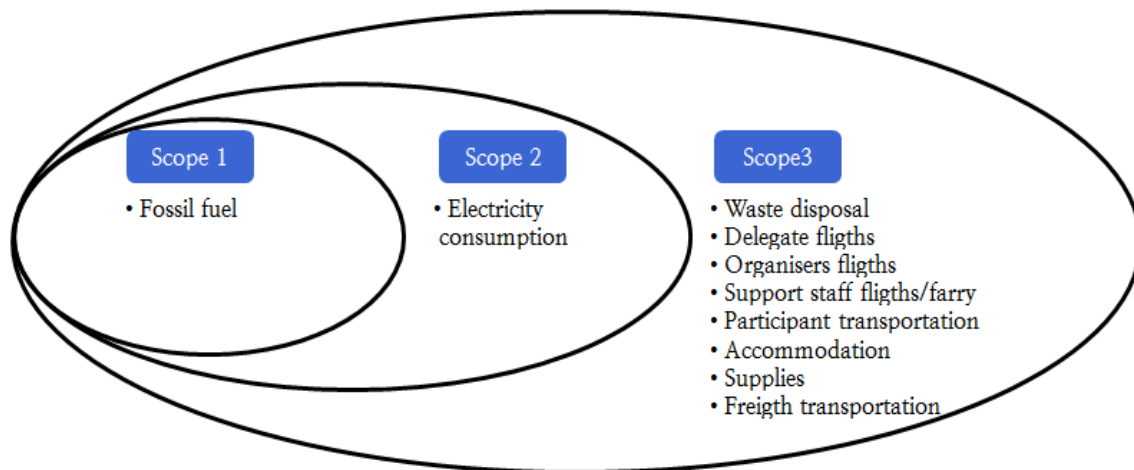 Scope 1
• Fossil fuel
Scope 2
• Electricity
consumption
Scope3
• Waste disposal
• Delegate fligths
• Organisers fligths
• Support staff fligths/farry
• Participant transportation
• Accommodation
• Supplies
• Freigth transportation